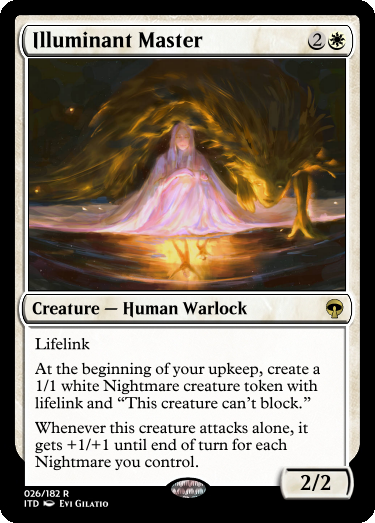 Illuminant Master 2
Creature — Human Warlock
Lifelink
At the beginning of your upkeep, create a
1/1 white Nightmare creature token with
lifelink and “This creature can’t block.”
Whenever this creature attacks alone, it
gets +1/+1 until end of turn for each
Nightmare you control.
2/2
026/182 R
ITD Evi Gilatio